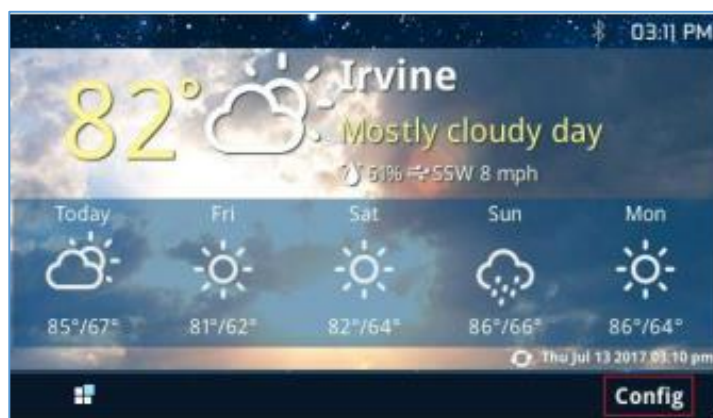 03:11 PM
Irvine
82°
Mostly cloudy day
51% SSW 8 mph
Today Fri Sat Sun Mon
85°/67° 81°/62° 82°/64° 86°/66° 86°/64°
Thu Jul 13 2017 03:10 pm
Config